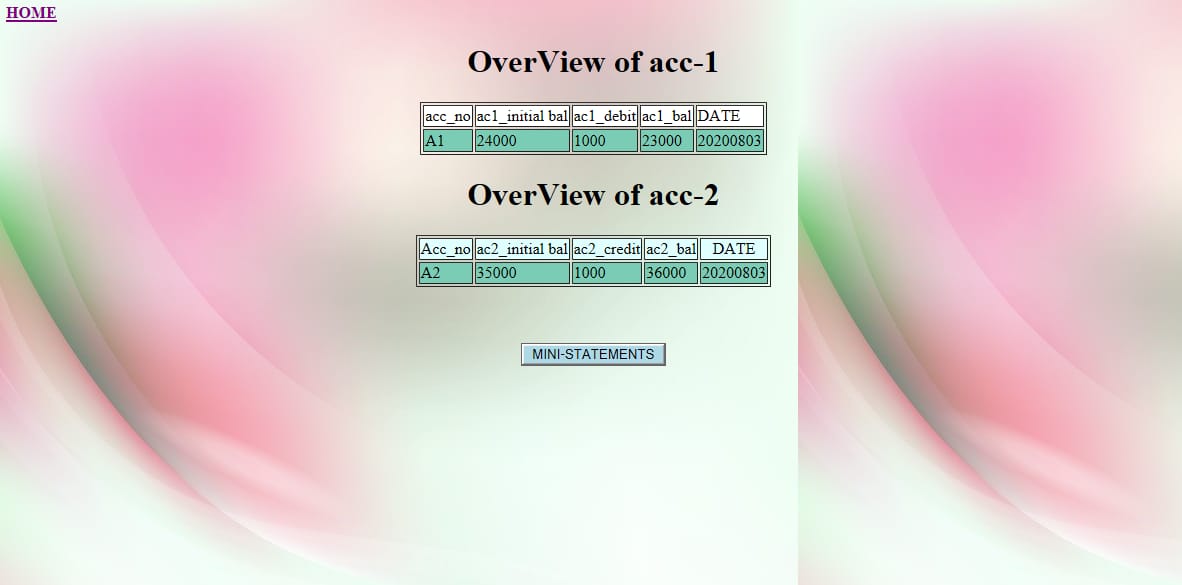 HOME
OverView of acc-1
acc_no ac1_initial bal ac1_debit ac1_bal DATE
A1 24000 1000 23000 20200803
OverView of acc-2
Acc_no ac2_initial bal ac2_credit ac2_bal DATE
A2 35000 1000 36000 20200803
MINI-STATEMENTS